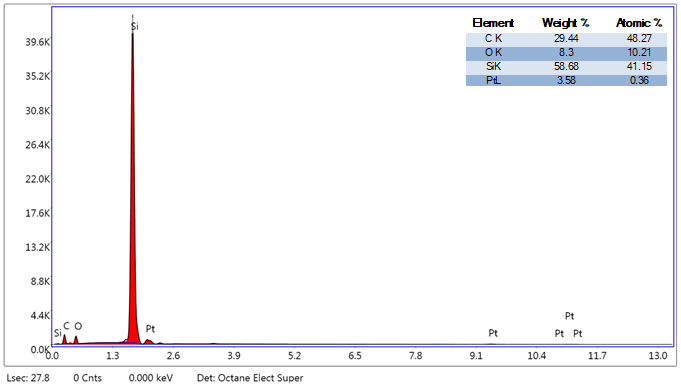 Element Weight % Atomic %
C K 29.44 48.27
O K 8.3 10.21
SiK 58.68 41.15
PtL 3.58 0.36
Si
39.6K
35.2K
30.8K
26.4K
22.0K
17.6K
13.2K
8.8K
4.4K
0.0K
Si C O Pt Pt Pt Pt Pt
0.0 1.3 2.6 3.9 5.2 6.5 7.8 9.1 10.4 11.7 13.0
Lsec: 27.8 0 Cnts 0.000 keV Det: Octane Elect Super